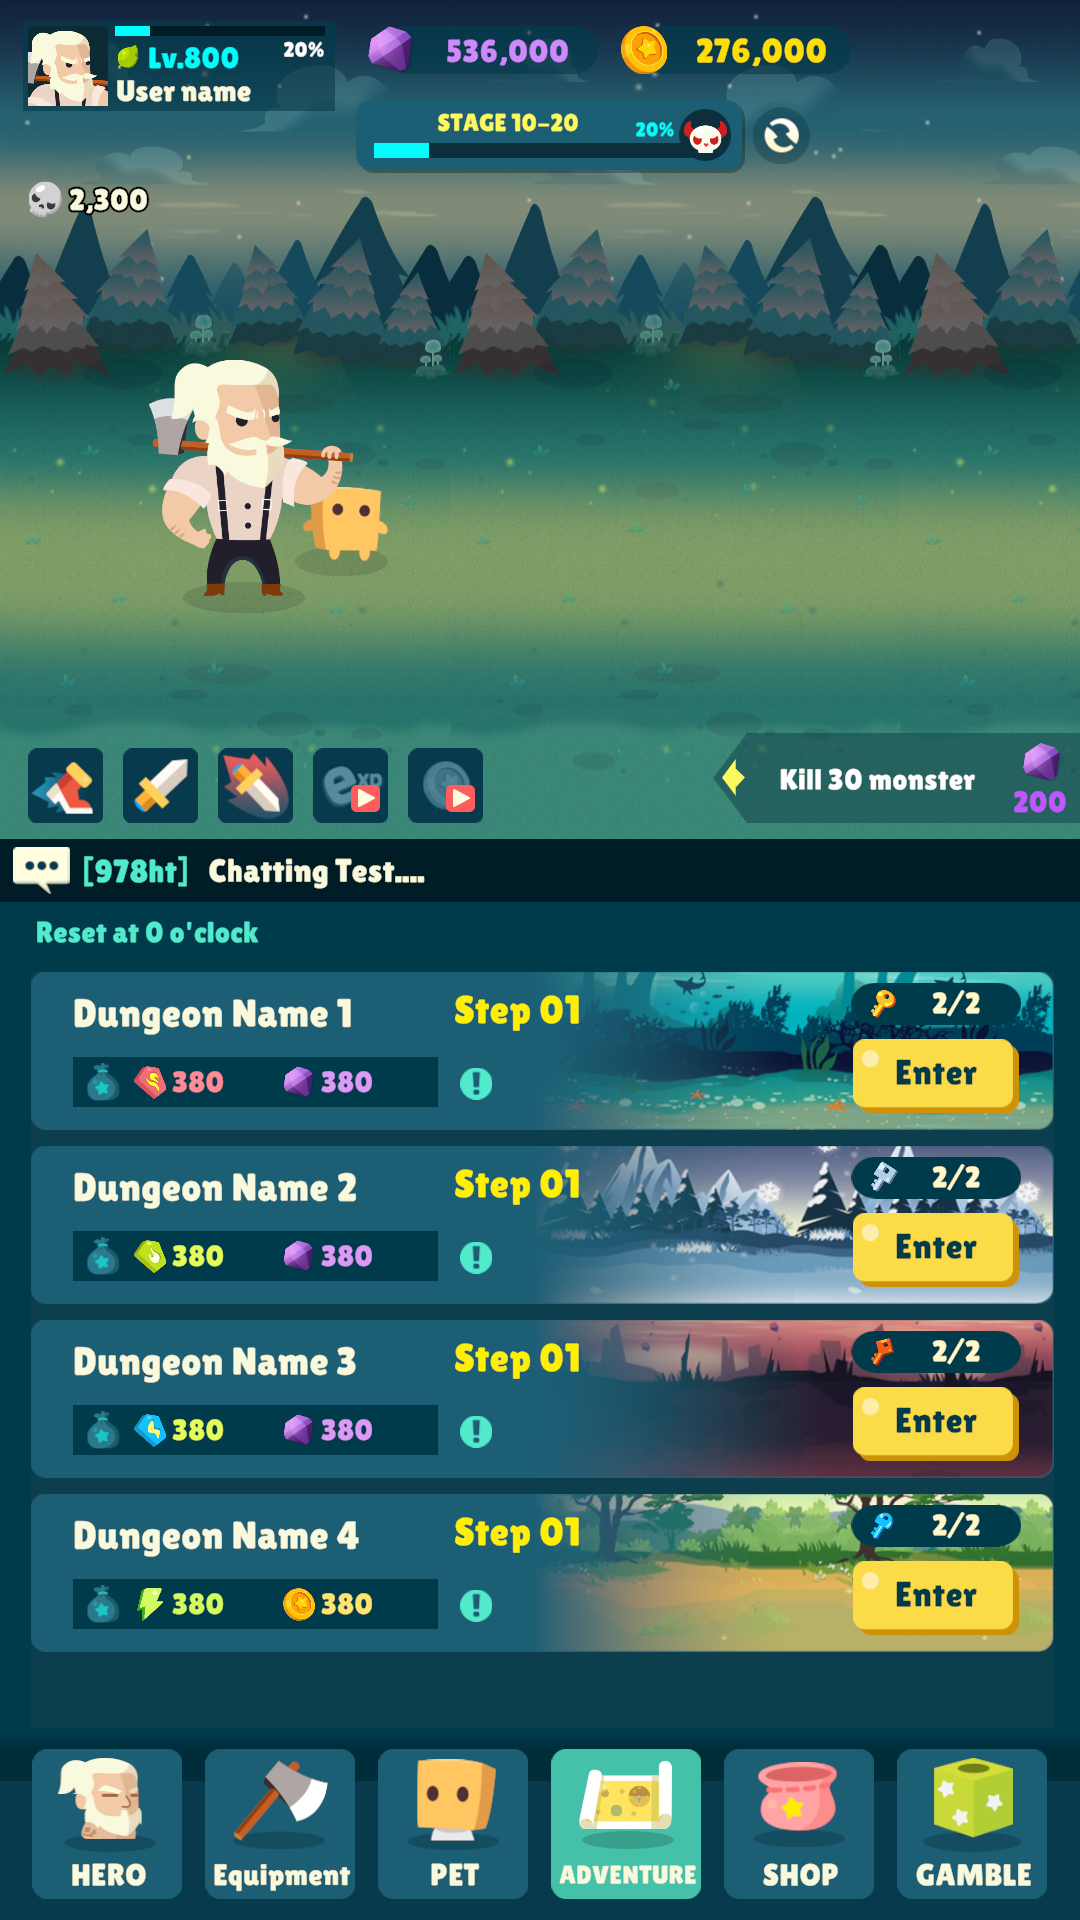 Lv.800
20%
User name
536,000
276,000
STAGE 10-20
20%
2,300
exp
Kill 30 monster
200
[978ht] Chatting Test....
Reset at 0 o'clock
Dungeon Name 1
Step 01
2/2
380
380
!
Enter
Dungeon Name 2
Step 01
2/2
380
380
!
Enter
Dungeon Name 3
Step 01
2/2
380
380
!
Enter
Dungeon Name 4
Step 01
2/2
380
380
!
Enter
HERO
Equipment
PET
ADVENTURE
SHOP
GAMBLE